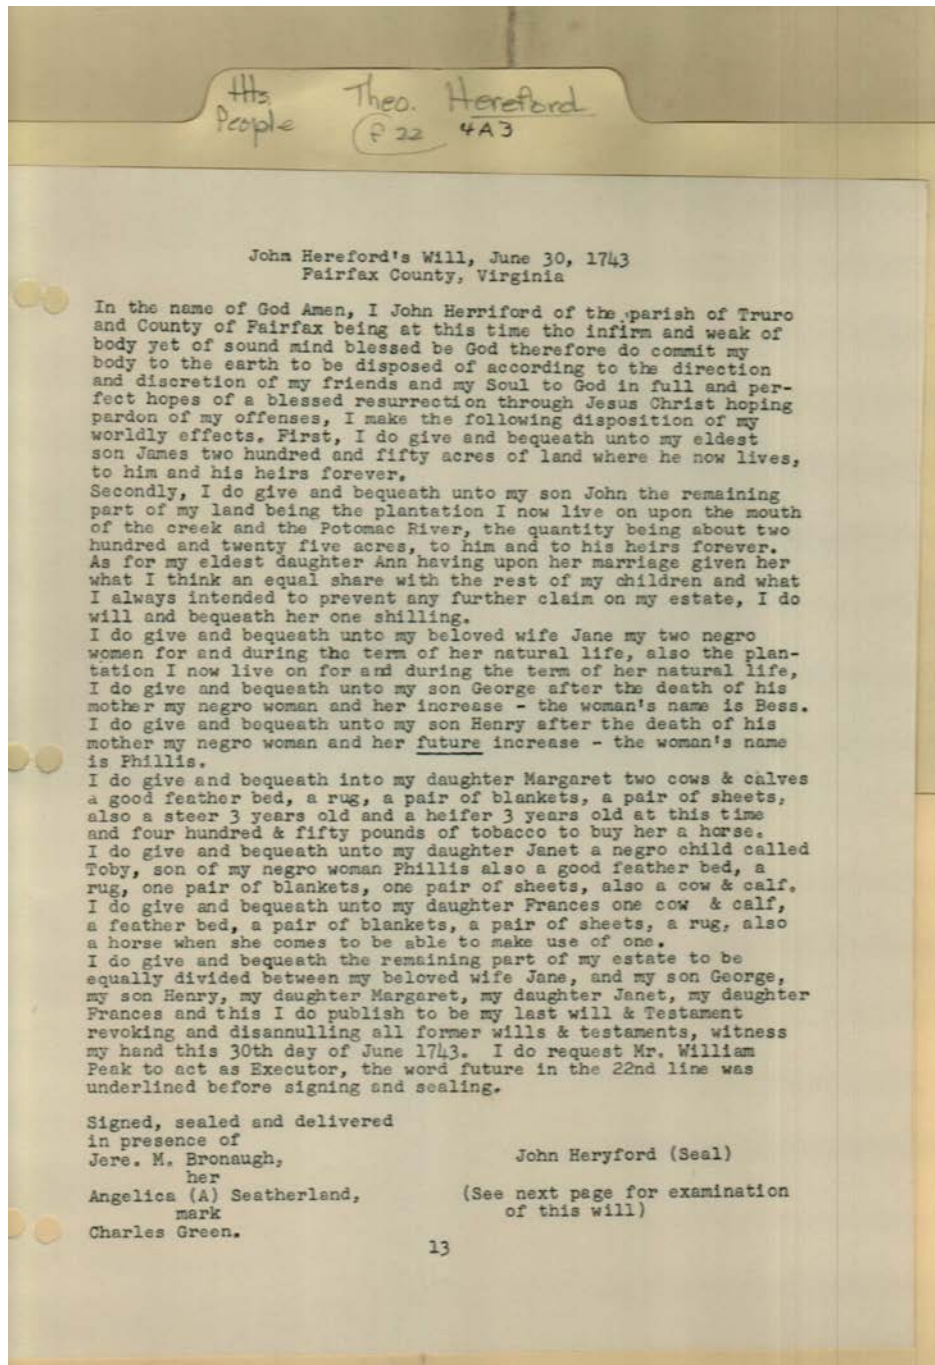 Hts. Theo. Hereford
People P 22 4A3
John Hereford's Will, June 30, 1743
Fairfax County, Virginia
In the name of God Amen, I John Herriford of the parish of Truro
and County of Fairfax being at this time tho infirm and weak of
body yet of sound mind blessed be God therefore do commit my
body to the earth to be disposed of according to the direction
and discretion of my friends and my Soul to God in full and per-
fect hopes of a blessed resurrection through Jesus Christ hoping
pardon of my offenses, I make the following disposition of my
worldly effects. First, I do give and bequeath unto my eldest
son James two hundred and fifty acres of land where he now lives,
to him and his heirs forever.
Secondly, I do give and bequeath unto my son John the remaining
part of my land being the plantation I now live on upon the mouth
of the creek and the Potomac River, the quantity being about two
hundred and twenty five acres, to him and to his heirs forever.
As for my eldest daughter Ann having upon her marriage given her
what I think an equal share with the rest of my children and what
I always intended to prevent any further claim on my estate, I do
will and bequeath her one shilling.
I do give and bequeath unto my beloved wife Jane my two negro
women for and during the term of her natural life, also the plan-
tation I now live on for and during the term of her natural life,
I do give and bequeath unto my son George after the death of his
mother my negro woman and her increase - the woman's name is Bess.
I do give and bequeath unto my son Henry after the death of his
mother my negro woman and her future increase - the woman's name
is Phillis.
I do give and bequeath into my daughter Margaret two cows & calves
a good feather bed, a rug, a pair of blankets, a pair of sheets,
also a steer 3 years old and a heifer 3 years old at this time
and four hundred & fifty pounds of tobacco to buy her a horse.
I do give and bequeath unto my daughter Janet a negro child called
Toby, son of my negro woman Phillis also a good feather bed, a
rug, one pair of blankets, one pair of sheets, also a cow & calf.
I do give and bequeath unto my daughter Frances one cow & calf,
a feather bed, a pair of blankets, a pair of sheets, a rug, also
a horse when she comes to be able to make use of one.
I do give and bequeath the remaining part of my estate to be
equally divided between my beloved wife Jane, and my son George,
my son Henry, my daughter Margaret, my daughter Janet, my daughter
Frances and this I do publish to be my last will & Testament
revoking and disannulling all former wills & testaments, witness
my hand this 30th day of June 1743. I do request Mr. William
Peak to act as Executor, the word future in the 22nd line was
underlined before signing and sealing.
Signed, sealed and delivered
in presence of
Jere. M. Bronaugh, John Heryford (Seal)
her
Angelica (A) Seatherland, (See next page for examination
mark of this will)
Charles Green.
13